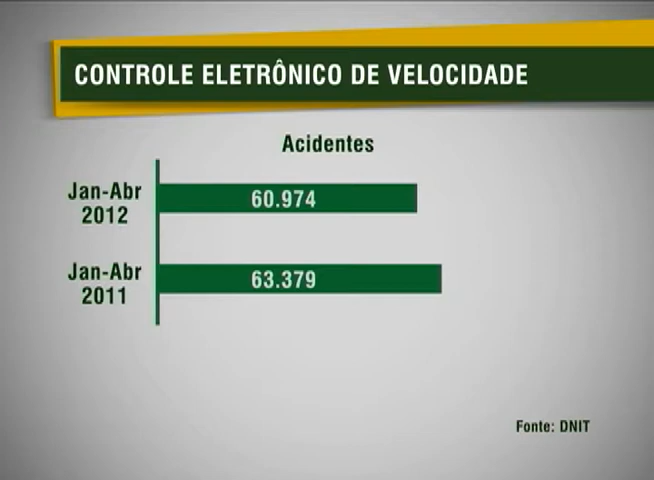 CONTROLE ELETRÔNICO DE VELOCIDADE
Acidentes
Jan-Abr
2012
60.974
Jan-Abr
2011
63.379
Fonte: DNIT